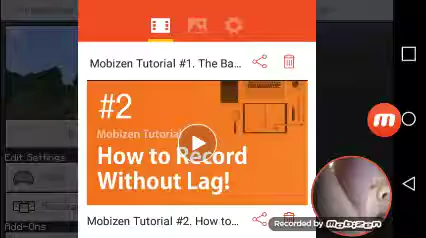 Mobizen Tutorial #1. The Ba...
#2
Mobizen Tutorial
How to Record
Without Lag!
Edit Settings
Mobizen Tutorial #2. How to...
Recorded by Mobizen
Add-Ons